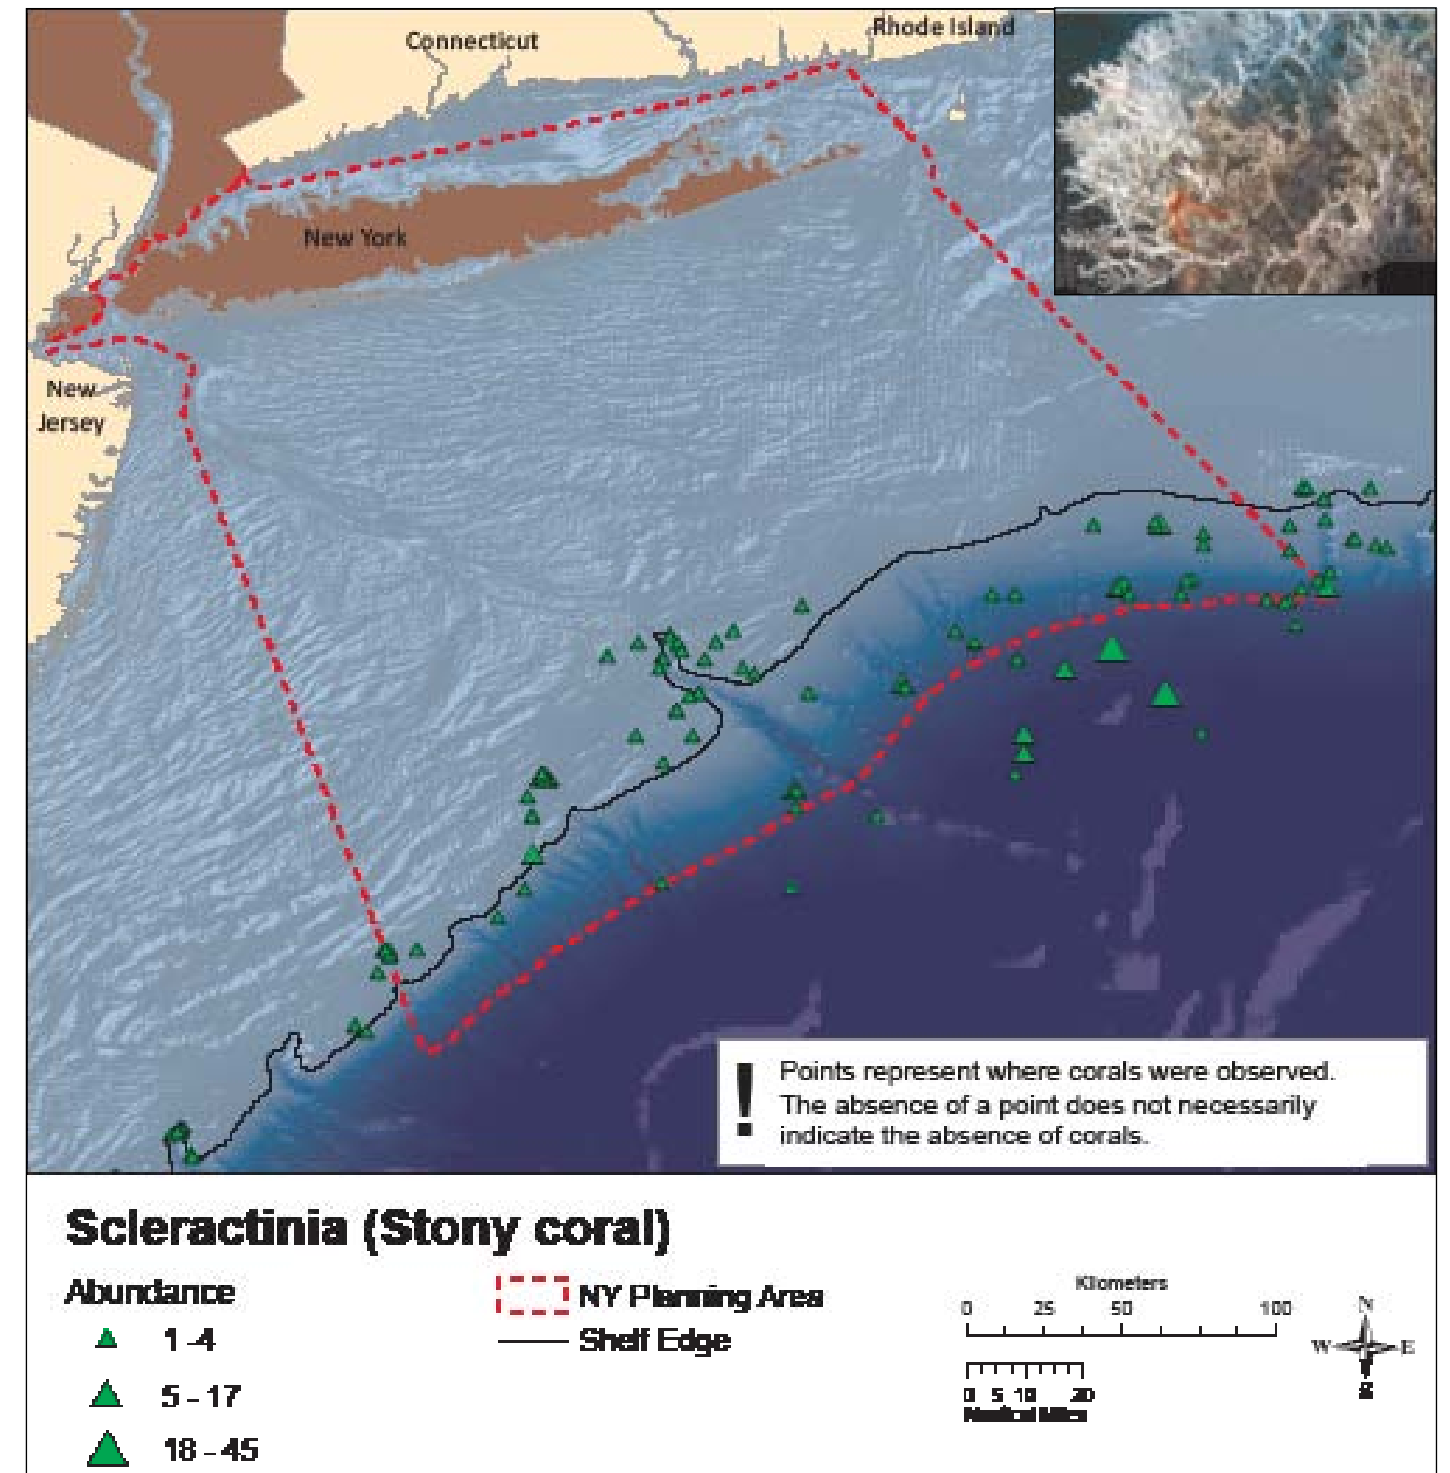 Connecticut
Rhode Island
New York
New
Jersey
! Points represent where corals were observed.
The absence of a point does not necessarily
indicate the absence of corals.
Scleractinia (Stony coral)
Abundance
1 - 4
5 - 17
18 - 45
NY Planning Area
Shelf Edge
Kilometers
0 25 50 100
0 5 10 20
Nautical Miles
N
W E
S